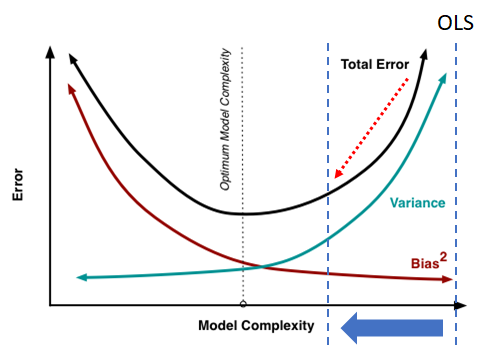 OLS
Total Error
Optimum Model Complexity
Error
Variance
Bias²
Model Complexity